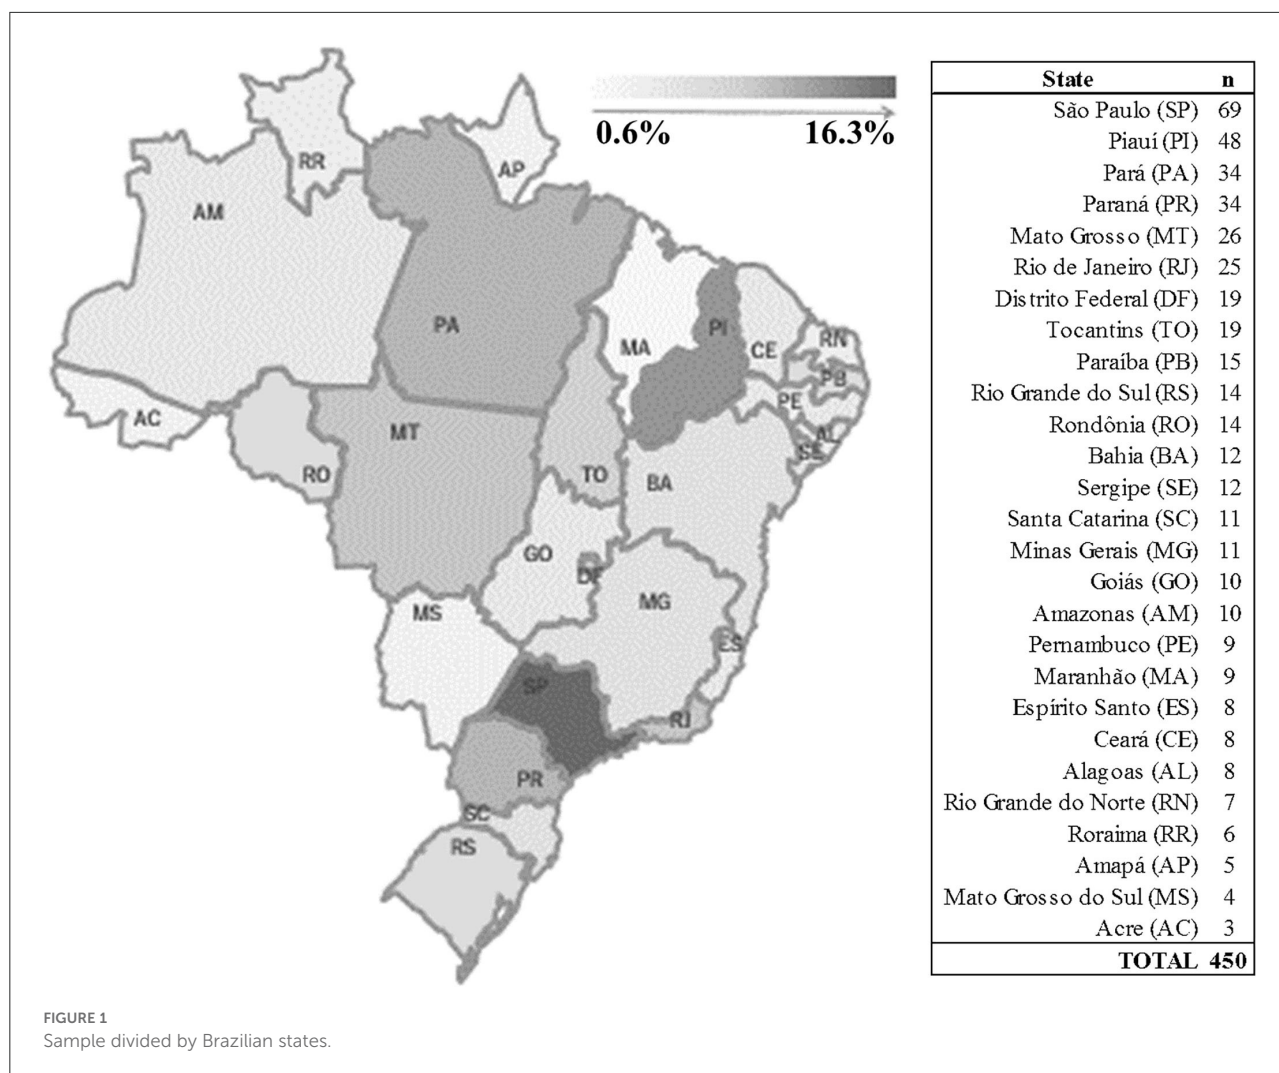 0.6% 16.3%
RR
AP
AM
PA
MA
PI
CE
RN
PB
PE
AL
SE
AC
MT
RO
TO
BA
GO
DF
MS
MG
ES
SP
RJ
PR
SC
RS
State n
São Paulo (SP) 69
Piauí (PI) 48
Pará (PA) 34
Paraná (PR) 34
Mato Grosso (MT) 26
Rio de Janeiro (RJ) 25
Distrito Federal (DF) 19
Tocantins (TO) 19
Paraíba (PB) 15
Rio Grande do Sul (RS) 14
Rondônia (RO) 14
Bahia (BA) 12
Sergipe (SE) 12
Santa Catarina (SC) 11
Minas Gerais (MG) 11
Goiás (GO) 10
Amazonas (AM) 10
Pernambuco (PE) 9
Maranhão (MA) 9
Espírito Santo (ES) 8
Ceará (CE) 8
Alagoas (AL) 8
Rio Grande do Norte (RN) 7
Roraima (RR) 6
Amapá (AP) 5
Mato Grosso do Sul (MS) 4
Acre (AC) 3
TOTAL 450
FIGURE 1
Sample divided by Brazilian states.